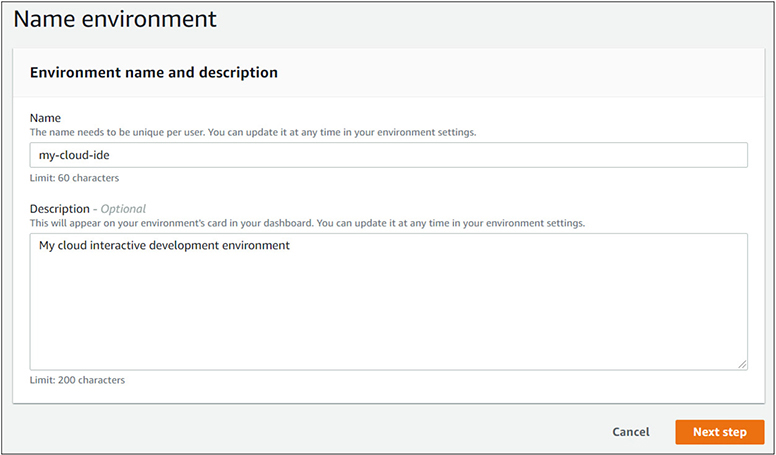 Name environment
Environment name and description
Name
The name needs to be unique per user. You can update it at any time in your environment settings.
my-cloud-ide
Limit: 60 characters
Description - Optional
This will appear on your environment's card in your dashboard. You can update it at any time in your environment settings.
My cloud interactive development environment
Limit: 200 characters
Cancel
Next step